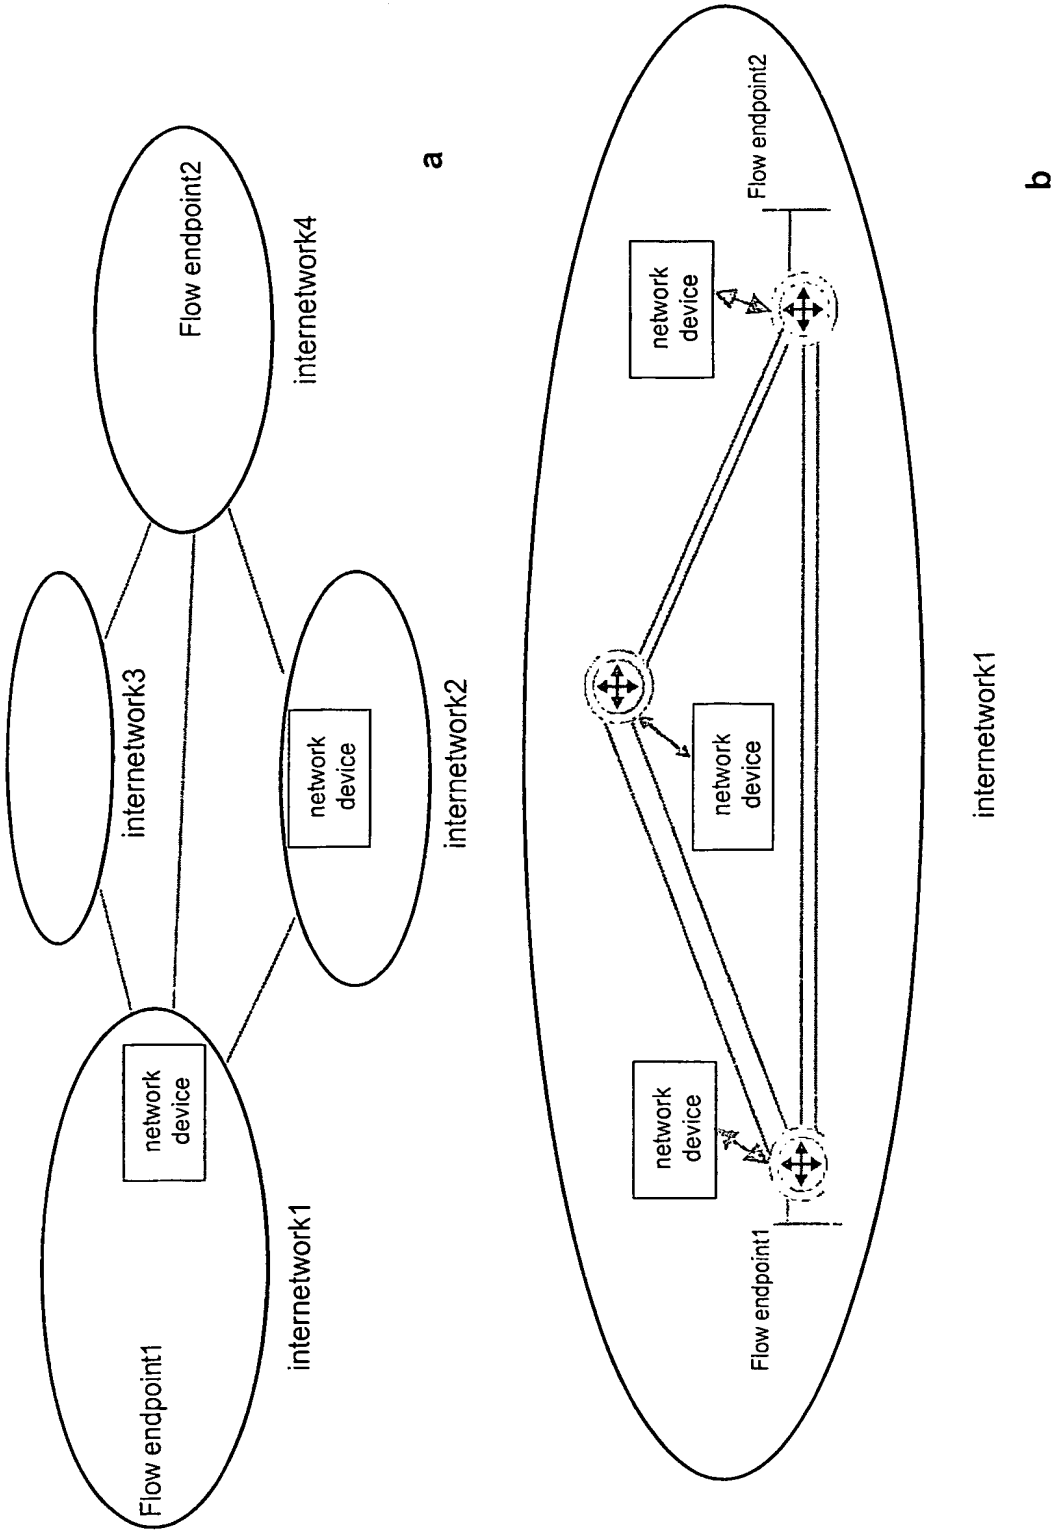 internetwork3
Flow endpoint1
network
device
Flow endpoint2
internetwork1
network
device
internetwork4
internetwork2
a
network
device
network
device
network
device
Flow endpoint1
Flow endpoint2
internetwork1
b